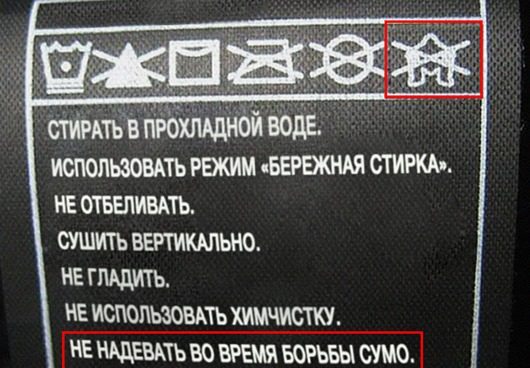 СТИРАТЬ В ПРОХЛАДНОЙ ВОДЕ.
ИСПОЛЬЗОВАТЬ РЕЖИМ «БЕРЕЖНАЯ СТИРКА».
НЕ ОТБЕЛИВАТЬ.
СУШИТЬ ВЕРТИКАЛЬНО.
НЕ ГЛАДИТЬ.
НЕ ИСПОЛЬЗОВАТЬ ХИМЧИСТКУ.
НЕ НАДЕВАТЬ ВО ВРЕМЯ БОРЬБЫ СУМО.